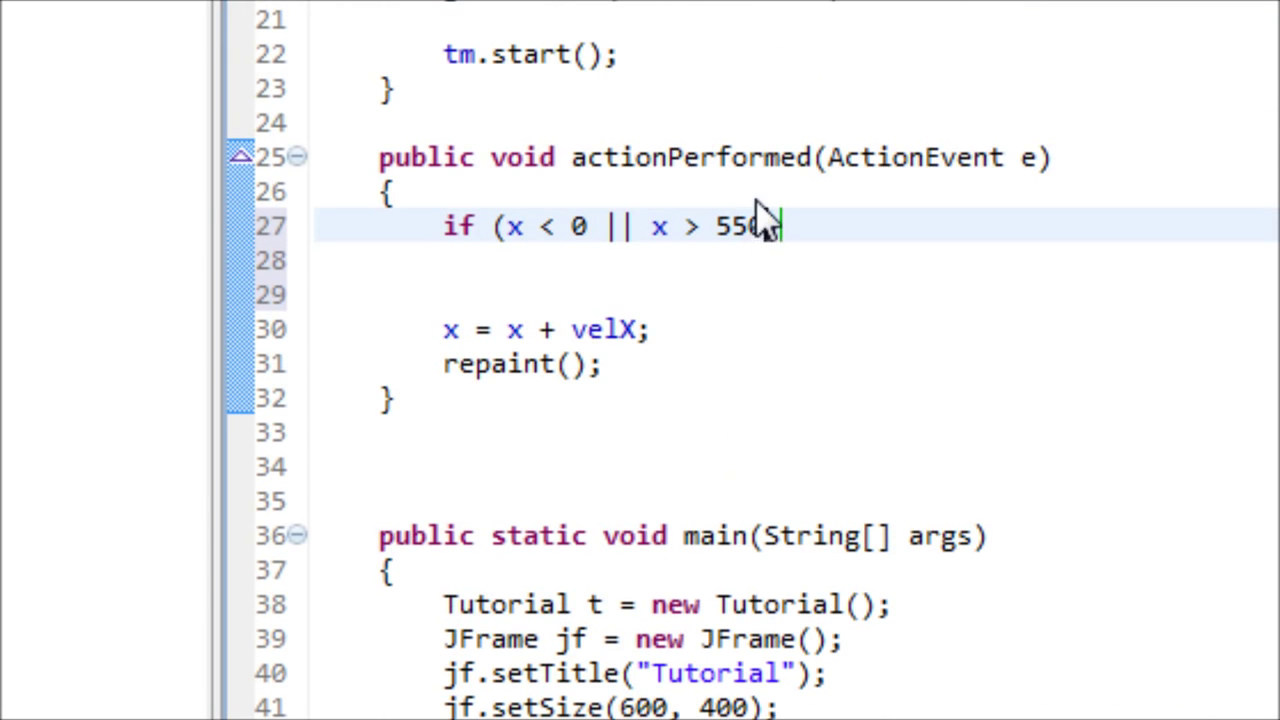 21
22 tm.start();
23 }
24
25 public void actionPerformed(ActionEvent e)
26 {
27 if (x < 0 || x >
28
29
30 x = x + velX;
31 repaint();
32 }
33
34
35
36 public static void main(String[] args)
37 {
38 Tutorial t = new Tutorial();
39 JFrame jf = new JFrame();
40 jf.setTitle("Tutorial");
41 jf.setSize(600, 400);